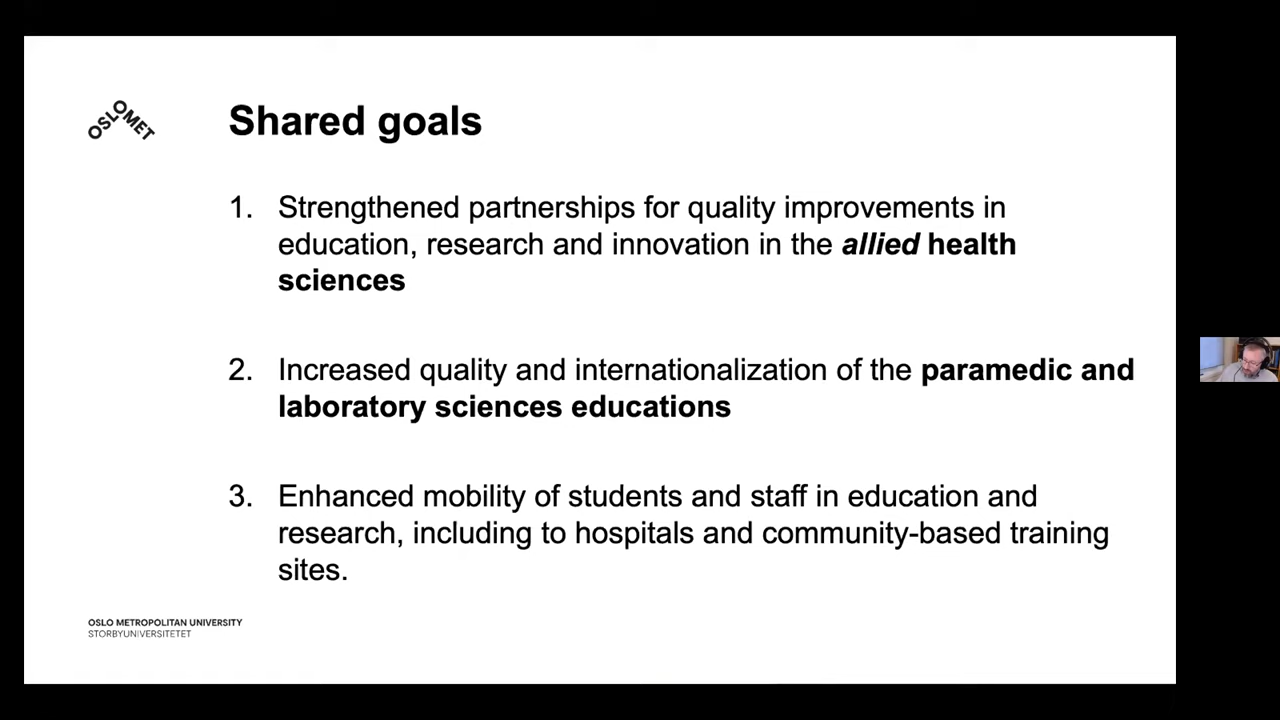 OSLOMET
Shared goals
1. Strengthened partnerships for quality improvements in
education, research and innovation in the allied health
sciences
2. Increased quality and internationalization of the paramedic and
laboratory sciences educations
3. Enhanced mobility of students and staff in education and
research, including to hospitals and community-based training
sites.
OSLO METROPOLITAN UNIVERSITY
STORBYUNIVERSITETET